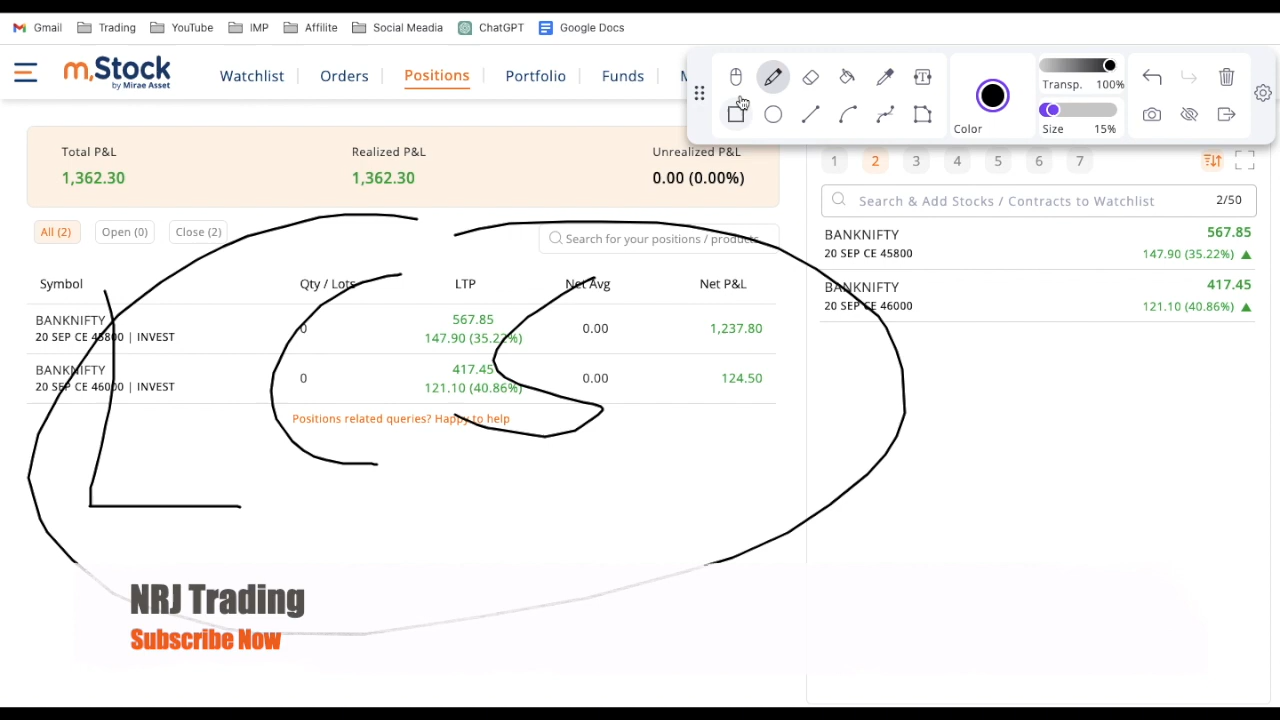 Gmail Trading YouTube IMP Affilite Social Meadia ChatGPT Google Docs
m.Stock
by Mirae Asset
Watchlist Orders Positions Portfolio Funds M
Transp. 100%
Color Size 15%
Total P&L Realized P&L Unrealized P&L
1,362.30 1,362.30 0.00 (0.00%)
1 2 3 4 5 6 7
Search & Add Stocks / Contracts to Watchlist 2/50
All (2) Open (0) Close (2) Search for your positions / products
BANKNIFTY 567.85
20 SEP CE 45800 147.90 (35.22%)
BANKNIFTY 417.45
20 SEP CE 46000 121.10 (40.86%)
Symbol Qty / Lots LTP Net Avg Net P&L
BANKNIFTY 567.85
20 SEP CE 45800 | INVEST 0 147.90 (35.22%) 0.00 1,237.80
BANKNIFTY 417.45
20 SEP CE 46000 | INVEST 0 121.10 (40.86%) 0.00 124.50
Positions related queries? Happy to help
LCS
NRJ Trading
Subscribe Now